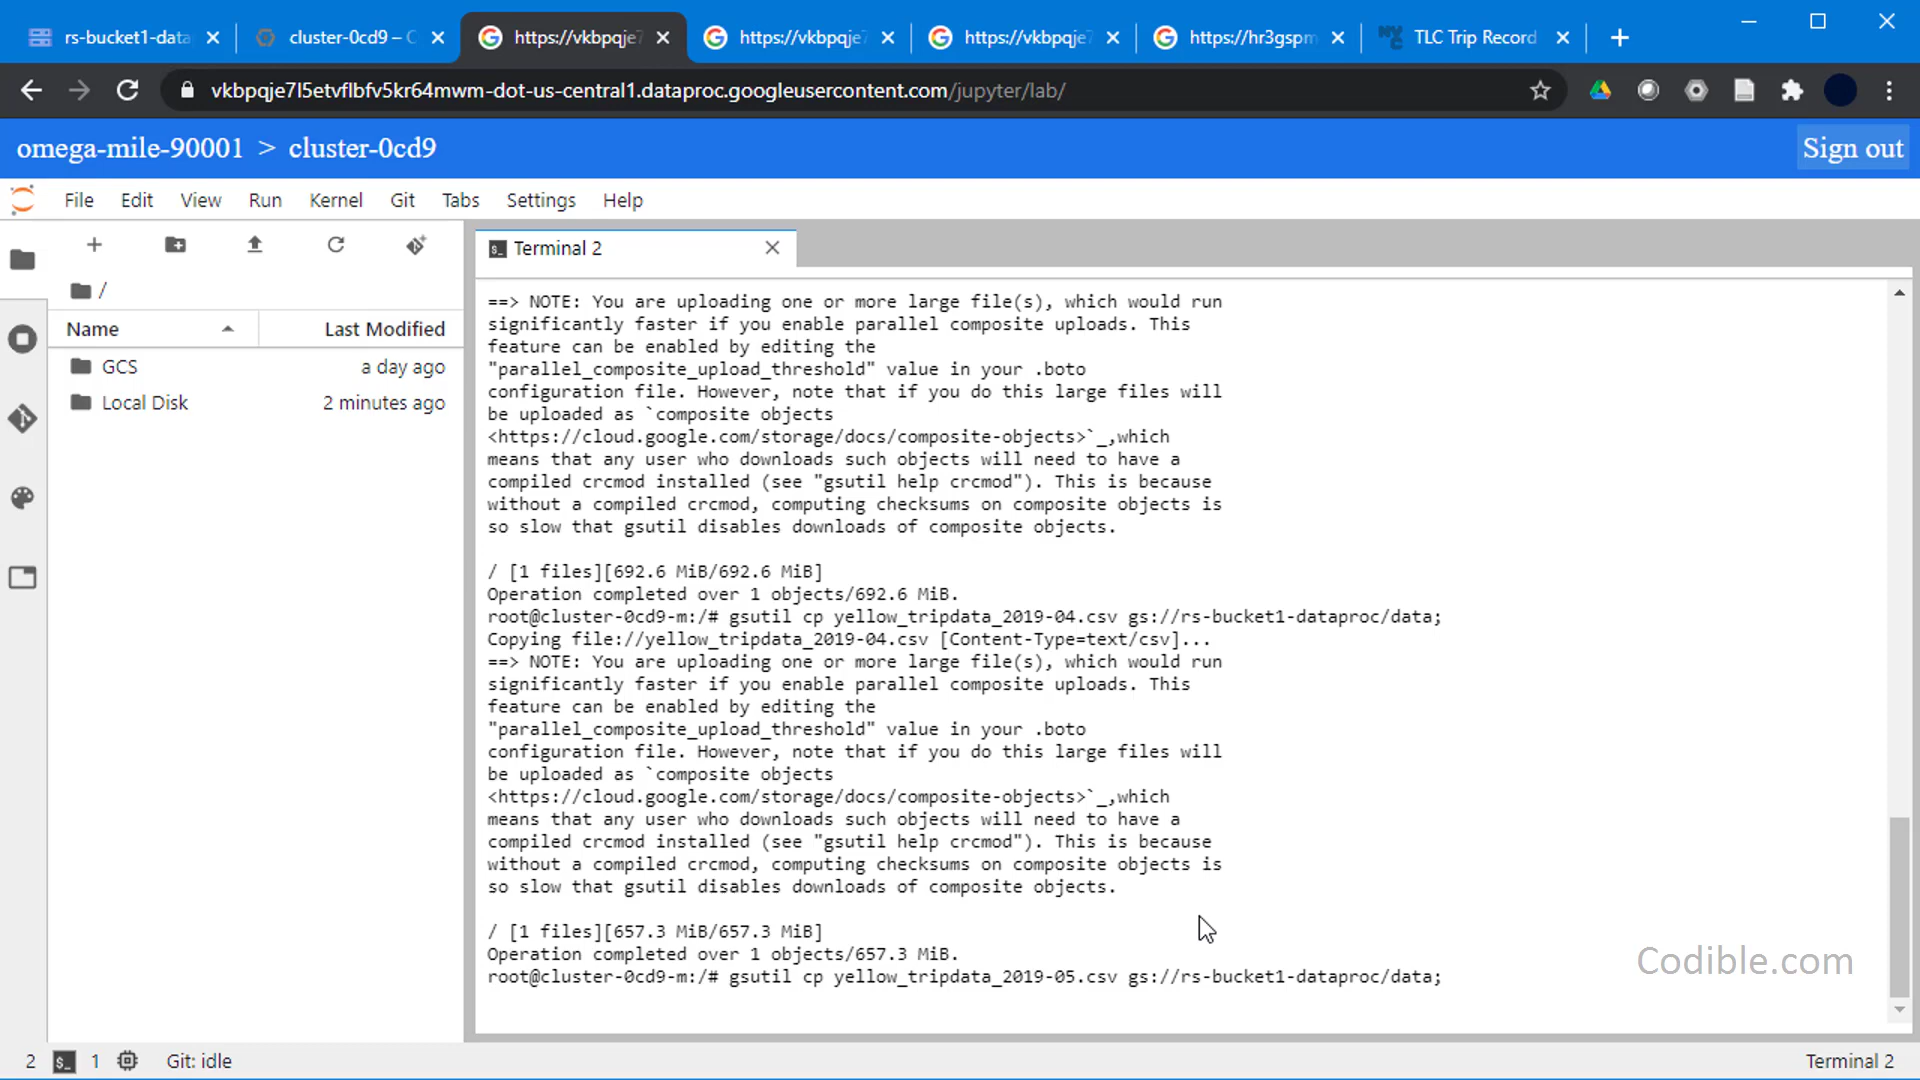 rs-bucket1-data
cluster-0cd9 – C
https://vkbpqje7
https://vkbpqje7
https://vkbpqje7
https://hr3gspm
TLC Trip Record
vkbpqje7l5etvflbfv5kr64mwm-dot-us-central1.dataproc.googleusercontent.com/jupyter/lab/
omega-mile-90001 > cluster-0cd9
Sign out
File Edit View Run Kernel Git Tabs Settings Help
/
Name Last Modified
GCS a day ago
Local Disk 2 minutes ago
Terminal 2
==> NOTE: You are uploading one or more large file(s), which would run
significantly faster if you enable parallel composite uploads. This
feature can be enabled by editing the
"parallel_composite_upload_threshold" value in your .boto
configuration file. However, note that if you do this large files will
be uploaded as `composite objects
<https://cloud.google.com/storage/docs/composite-objects>`_,which
means that any user who downloads such objects will need to have a
compiled crcmod installed (see "gsutil help crcmod"). This is because
without a compiled crcmod, computing checksums on composite objects is
so slow that gsutil disables downloads of composite objects.
/ [1 files][692.6 MiB/692.6 MiB]
Operation completed over 1 objects/692.6 MiB.
root@cluster-0cd9-m:/# gsutil cp yellow_tripdata_2019-04.csv gs://rs-bucket1-dataproc/data;
Copying file://yellow_tripdata_2019-04.csv [Content-Type=text/csv]...
==> NOTE: You are uploading one or more large file(s), which would run
significantly faster if you enable parallel composite uploads. This
feature can be enabled by editing the
"parallel_composite_upload_threshold" value in your .boto
configuration file. However, note that if you do this large files will
be uploaded as `composite objects
<https://cloud.google.com/storage/docs/composite-objects>`_,which
means that any user who downloads such objects will need to have a
compiled crcmod installed (see "gsutil help crcmod"). This is because
without a compiled crcmod, computing checksums on composite objects is
so slow that gsutil disables downloads of composite objects.
/ [1 files][657.3 MiB/657.3 MiB]
Operation completed over 1 objects/657.3 MiB.
root@cluster-0cd9-m:/# gsutil cp yellow_tripdata_2019-05.csv gs://rs-bucket1-dataproc/data;
Codible.com
2 $_ 1 Git: idle
Terminal 2